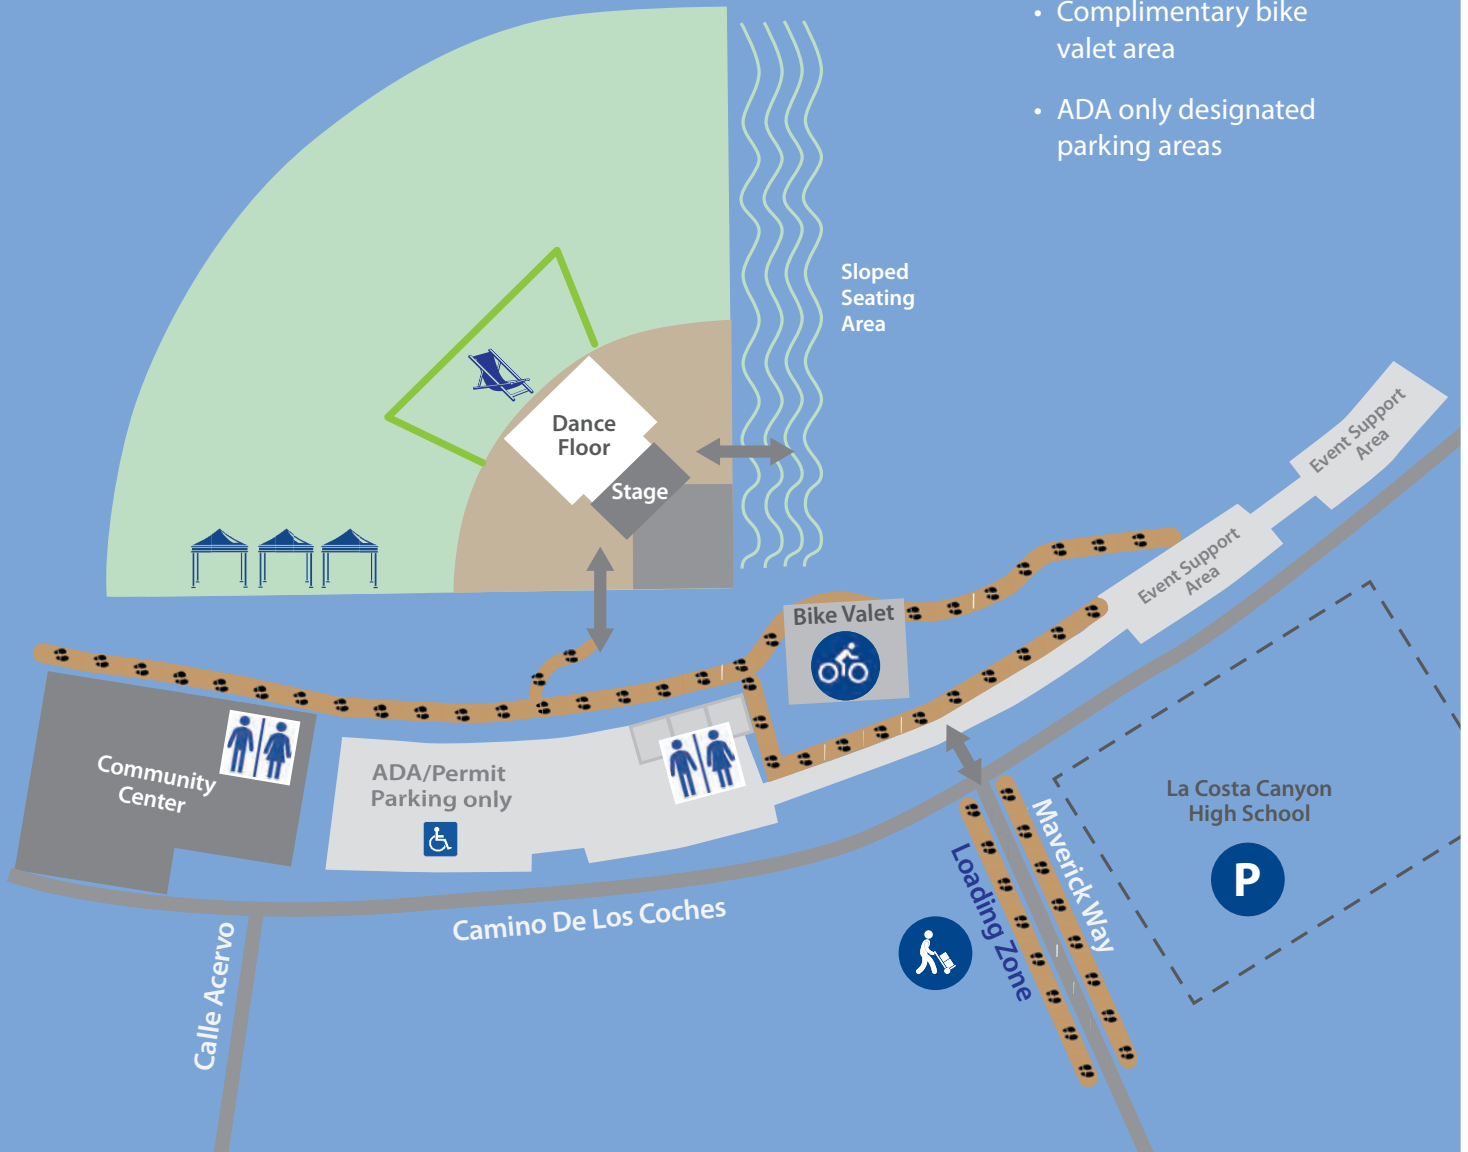 • Complimentary bike
valet area
• ADA only designated
parking areas
Sloped
Seating
Area
Dance
Floor
Stage
Event Support
Area
Event Support
Area
Bike Valet
Community
Center
ADA/Permit
Parking only
La Costa Canyon
High School
P
Maverick Way
Loading Zone
Camino De Los Coches
Calle Acervo